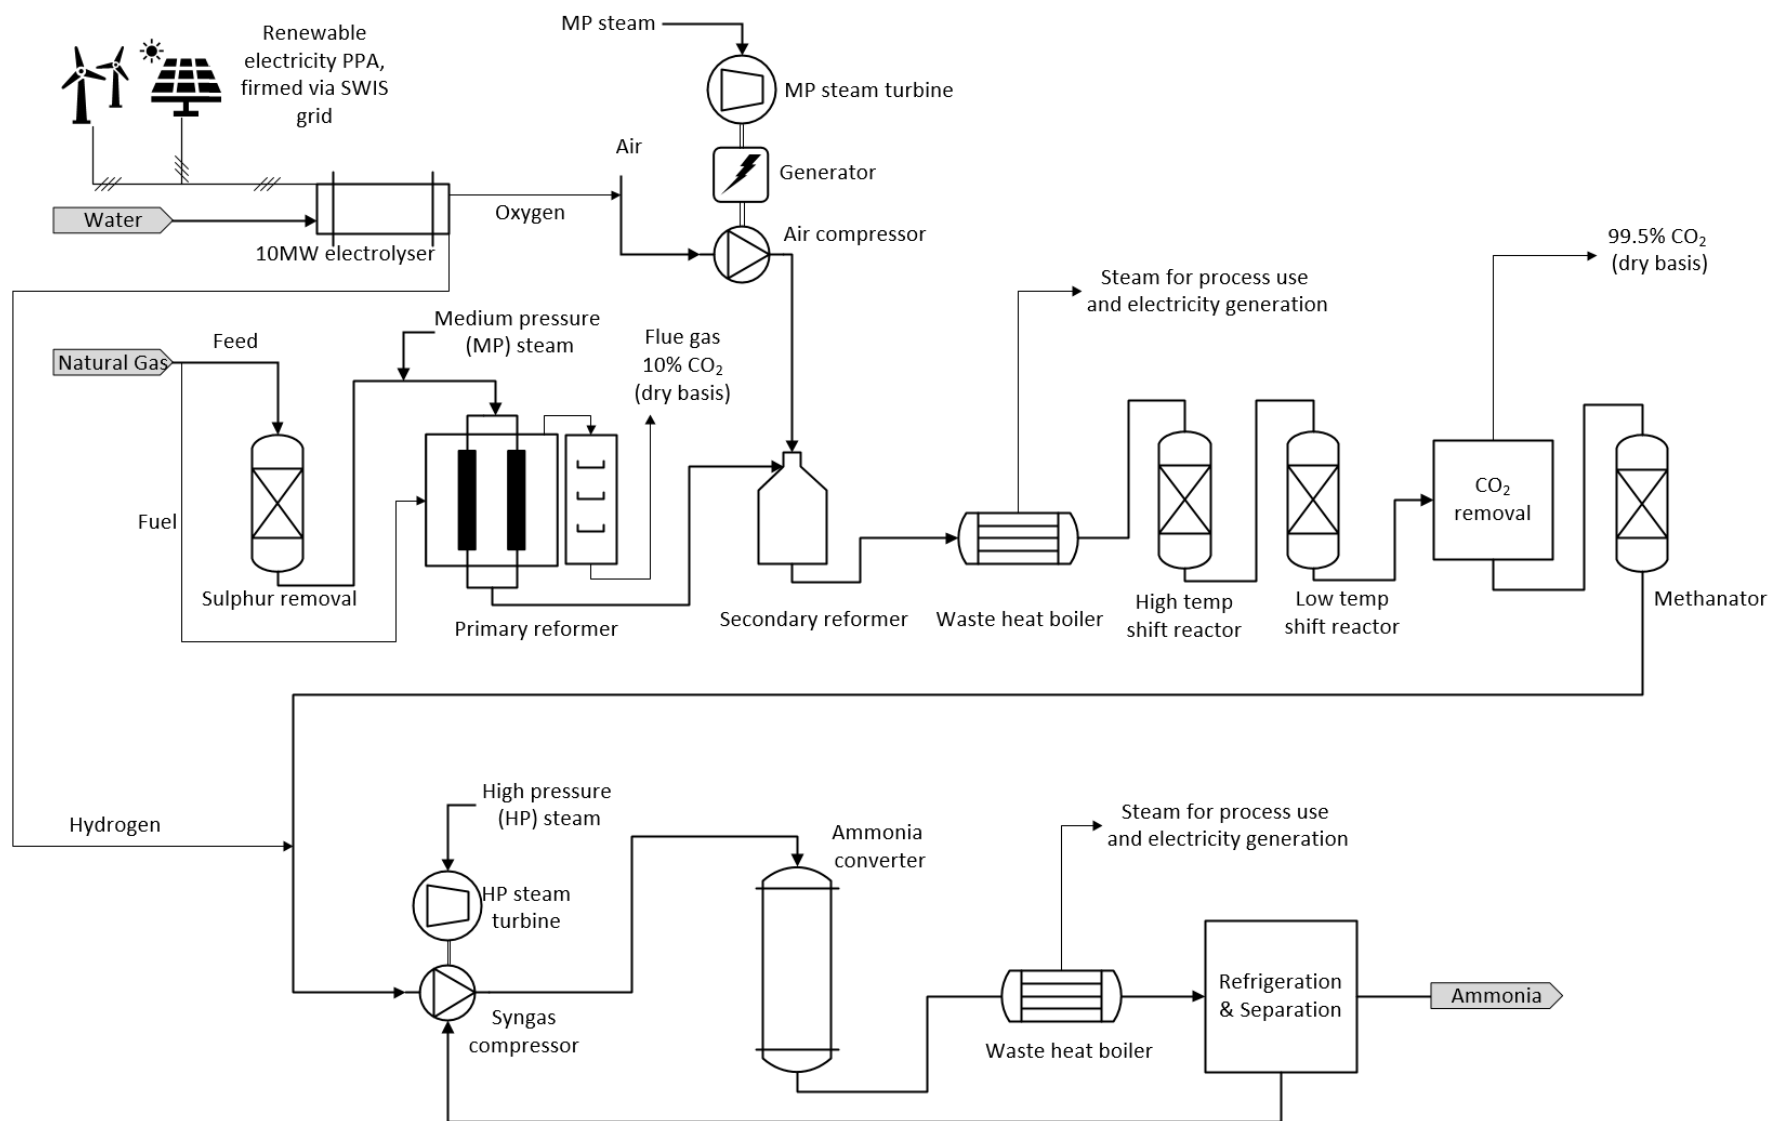 Renewable
electricity PPA,
firmed via SWIS
grid
MP steam
MP steam turbine
Air
Generator
Water
Oxygen
10MW electrolyser
Air compressor
99.5% CO₂
(dry basis)
Steam for process use
and electricity generation
Medium pressure
(MP) steam
Flue gas
10% CO₂
(dry basis)
Feed
Natural Gas
Fuel
CO₂
removal
Sulphur removal
Primary reformer
Secondary reformer
Waste heat boiler
High temp
shift reactor
Low temp
shift reactor
Methanator
High pressure
(HP) steam
Hydrogen
Ammonia
converter
Steam for process use
and electricity generation
HP steam
turbine
Refrigeration
& Separation
Ammonia
Syngas
compressor
Waste heat boiler